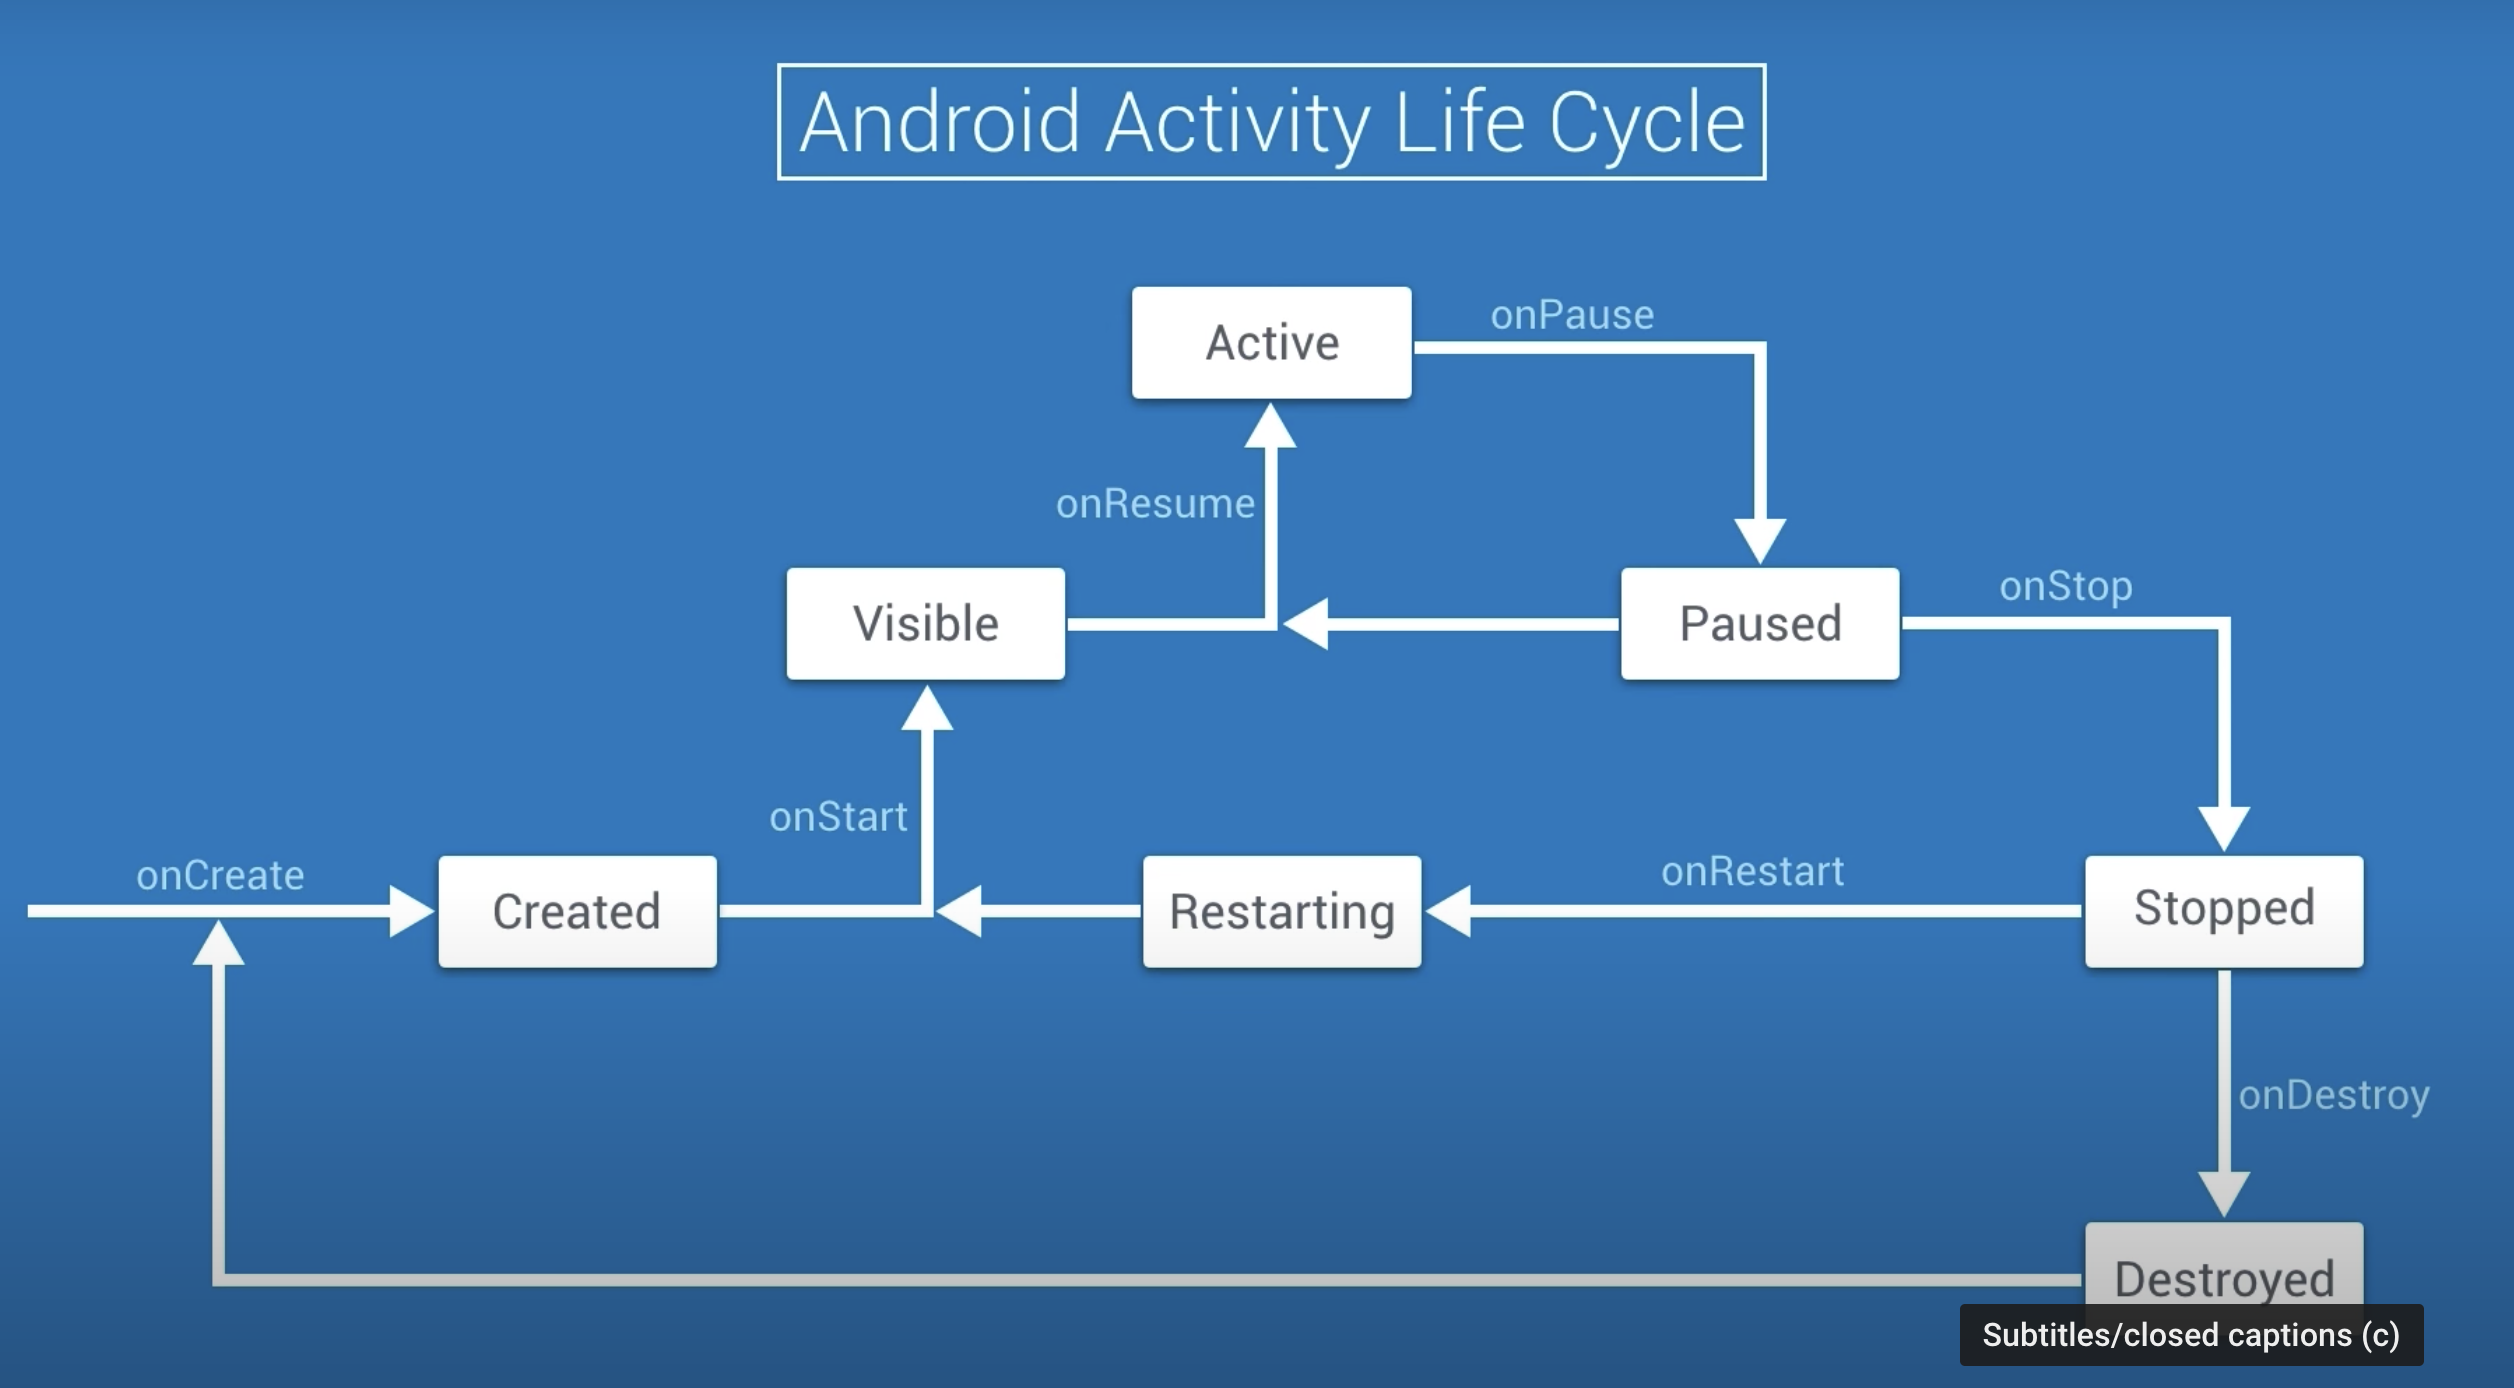 Android Activity Life Cycle
Active
onPause
onResume
Visible
Paused
onStop
onStart
onCreate
Created
Restarting
onRestart
Stopped
onDestroy
Destroyed
Subtitles/closed captions (c)